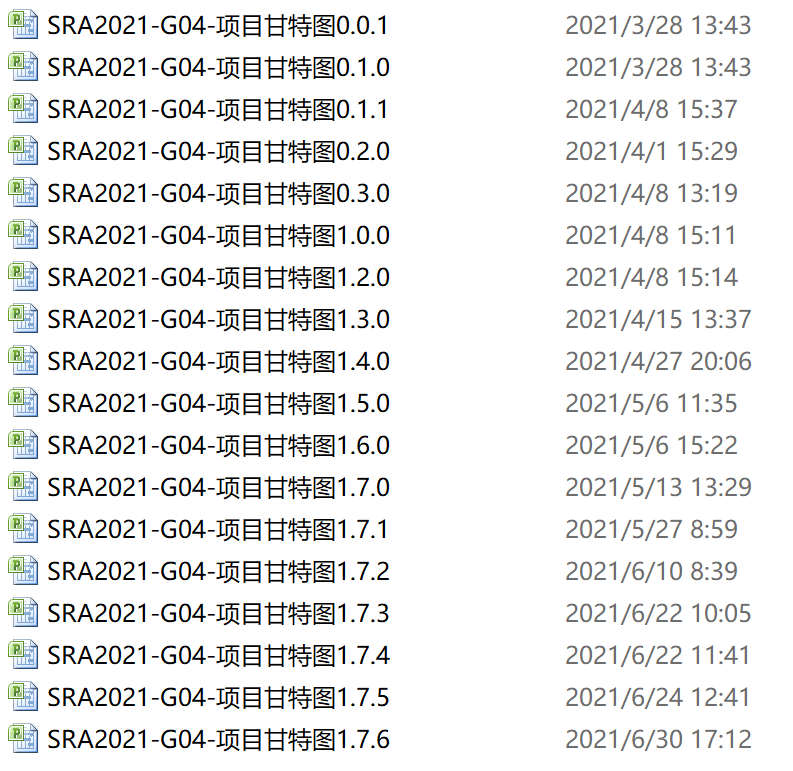 SRA2021-G04-项目甘特图0.0.1 2021/3/28 13:43
SRA2021-G04-项目甘特图0.1.0 2021/3/28 13:43
SRA2021-G04-项目甘特图0.1.1 2021/4/8 15:37
SRA2021-G04-项目甘特图0.2.0 2021/4/1 15:29
SRA2021-G04-项目甘特图0.3.0 2021/4/8 13:19
SRA2021-G04-项目甘特图1.0.0 2021/4/8 15:11
SRA2021-G04-项目甘特图1.2.0 2021/4/8 15:14
SRA2021-G04-项目甘特图1.3.0 2021/4/15 13:37
SRA2021-G04-项目甘特图1.4.0 2021/4/27 20:06
SRA2021-G04-项目甘特图1.5.0 2021/5/6 11:35
SRA2021-G04-项目甘特图1.6.0 2021/5/6 15:22
SRA2021-G04-项目甘特图1.7.0 2021/5/13 13:29
SRA2021-G04-项目甘特图1.7.1 2021/5/27 8:59
SRA2021-G04-项目甘特图1.7.2 2021/6/10 8:39
SRA2021-G04-项目甘特图1.7.3 2021/6/22 10:05
SRA2021-G04-项目甘特图1.7.4 2021/6/22 11:41
SRA2021-G04-项目甘特图1.7.5 2021/6/24 12:41
SRA2021-G04-项目甘特图1.7.6 2021/6/30 17:12